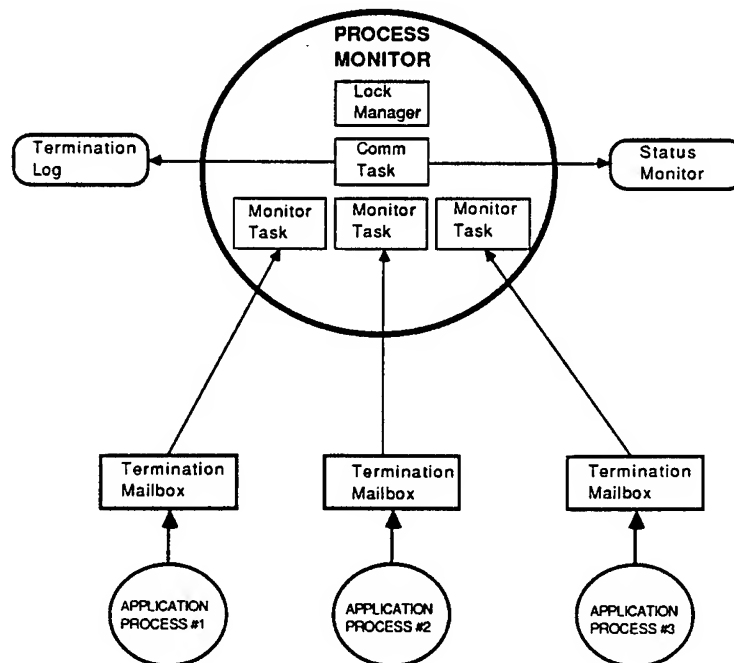 PROCESS
MONITOR
Lock
Manager
Termination
Log
Comm
Task
Status
Monitor
Monitor
Task
Monitor
Task
Monitor
Task
Termination
Mailbox
Termination
Mailbox
Termination
Mailbox
APPLICATION
PROCESS #1
APPLICATION
PROCESS #2
APPLICATION
PROCESS #3